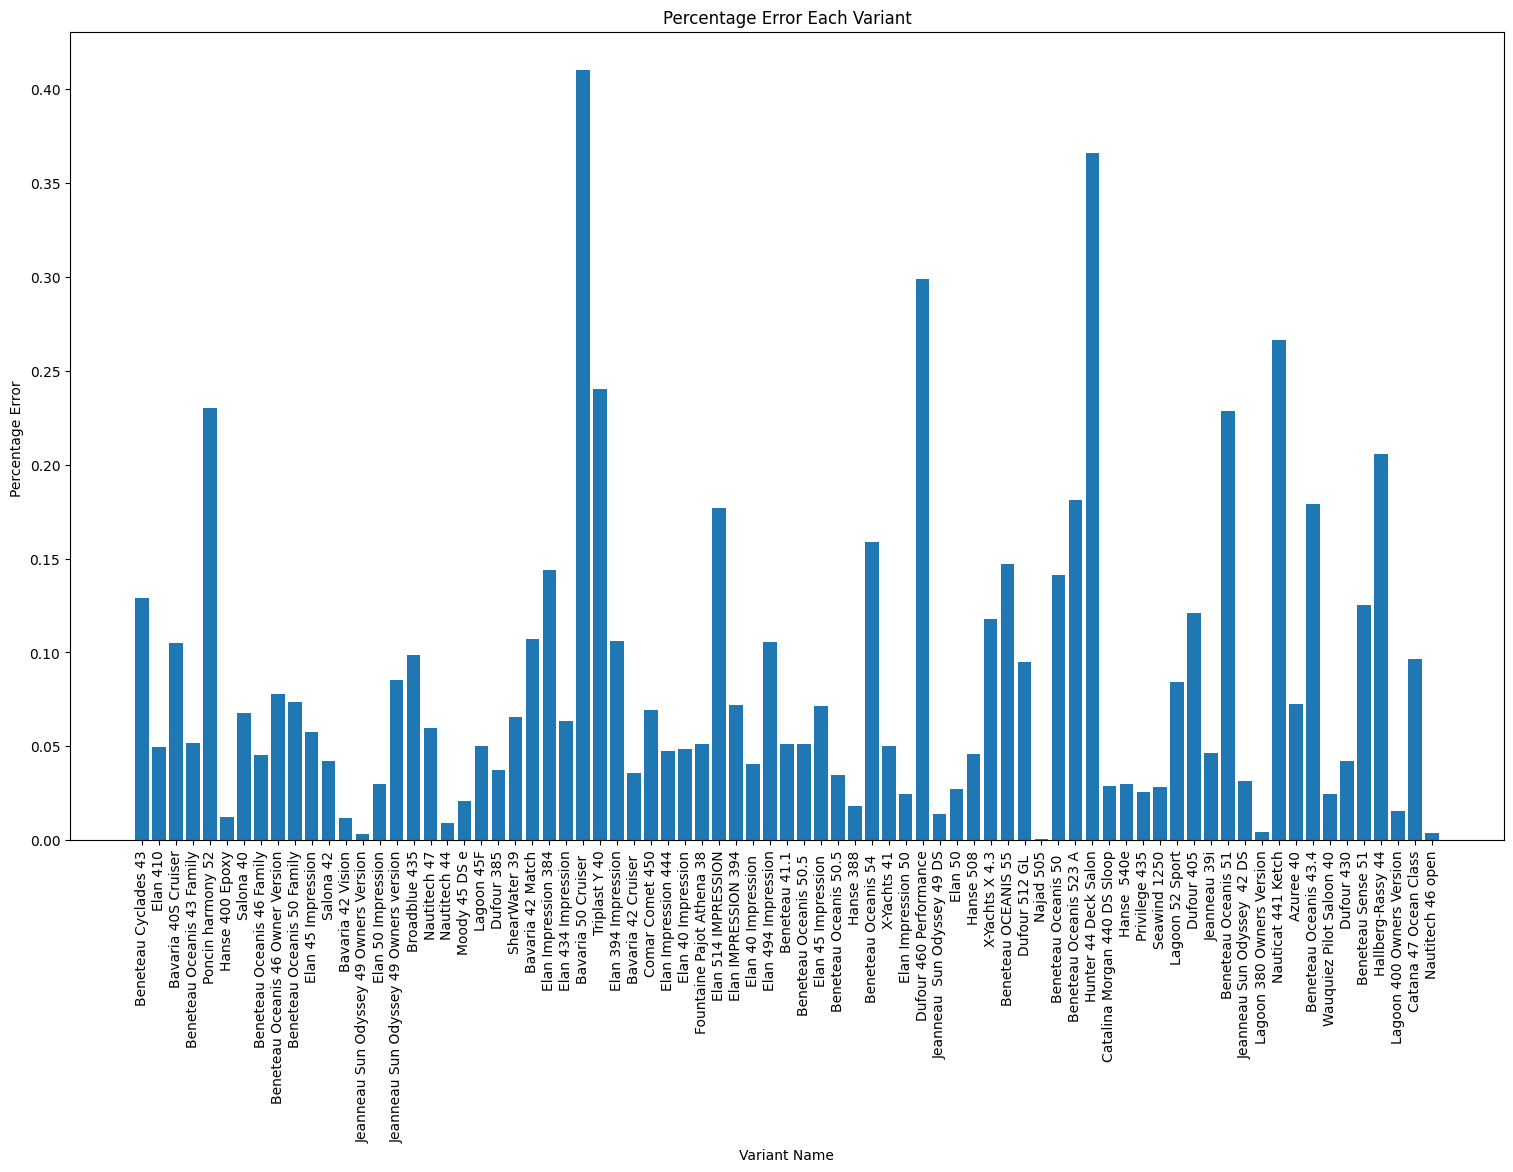 Percentage Error Each Variant
Percentage Error
0.40
0.35
0.30
0.25
0.20
0.15
0.10
0.05
0.00
Beneteau Cyclades 43
Elan 410
Bavaria 40S Cruiser
Beneteau Oceanis 43 Family
Poncin harmony 52
Hanse 400 Epoxy
Salona 40
Beneteau Oceanis 46 Family
Beneteau Oceanis 46 Owner Version
Beneteau Oceanis 50 Family
Elan 45 Impression
Salona 42
Bavaria 42 Vision
Jeanneau Sun Odyssey 49 Owners Version
Elan 50 Impression
Jeanneau Sun Odyssey 49 Owners version
Broadblue 435
Nautitech 47
Nautitech 44
Moody 45 DS e
Lagoon 45F
Dufour 385
ShearWater 39
Bavaria 42 Match
Elan Impression 384
Elan 434 Impression
Bavaria 50 Cruiser
Triplast Y 40
Elan 394 Impression
Bavaria 42 Cruiser
Comar Comet 450
Elan Impression 444
Elan 40 Impression
Fountaine Pajot Athena 38
Elan 514 IMPRESSION
Elan IMPRESSION 394
Elan 40 Impression
Elan 494 Impression
Beneteau 41.1
Beneteau Oceanis 50.5
Elan 45 Impression
Beneteau Oceanis 50.5
Hanse 388
Beneteau Oceanis 54
X-Yachts 41
Elan Impression 50
Dufour 460 Performance
Jeanneau  Sun Odyssey 49 DS
Elan 50
Hanse 508
X-Yachts X 4.3
Beneteau OCEANIS 55
Dufour 512 GL
Najad 505
Beneteau Oceanis 50
Beneteau Oceanis 523 A
Hunter 44 Deck Salon
Catalina Morgan 440 DS Sloop
Hanse  540e
Privilege 435
Seawind 1250
Lagoon 52 Sport
Dufour 405
Jeanneau 39i
Beneteau Oceanis 51
Jeanneau Sun Odyssey  42 DS
Lagoon 380 Owners Version
Nauticat 441 Ketch
Azuree 40
Beneteau Oceanis 43.4
Wauquiez Pilot Saloon 40
Dufour 430
Beneteau Sense 51
Hallberg-Rassy 44
Lagoon 400 Owners Version
Catana 47 Ocean Class
Nautitech 46 open
Variant Name